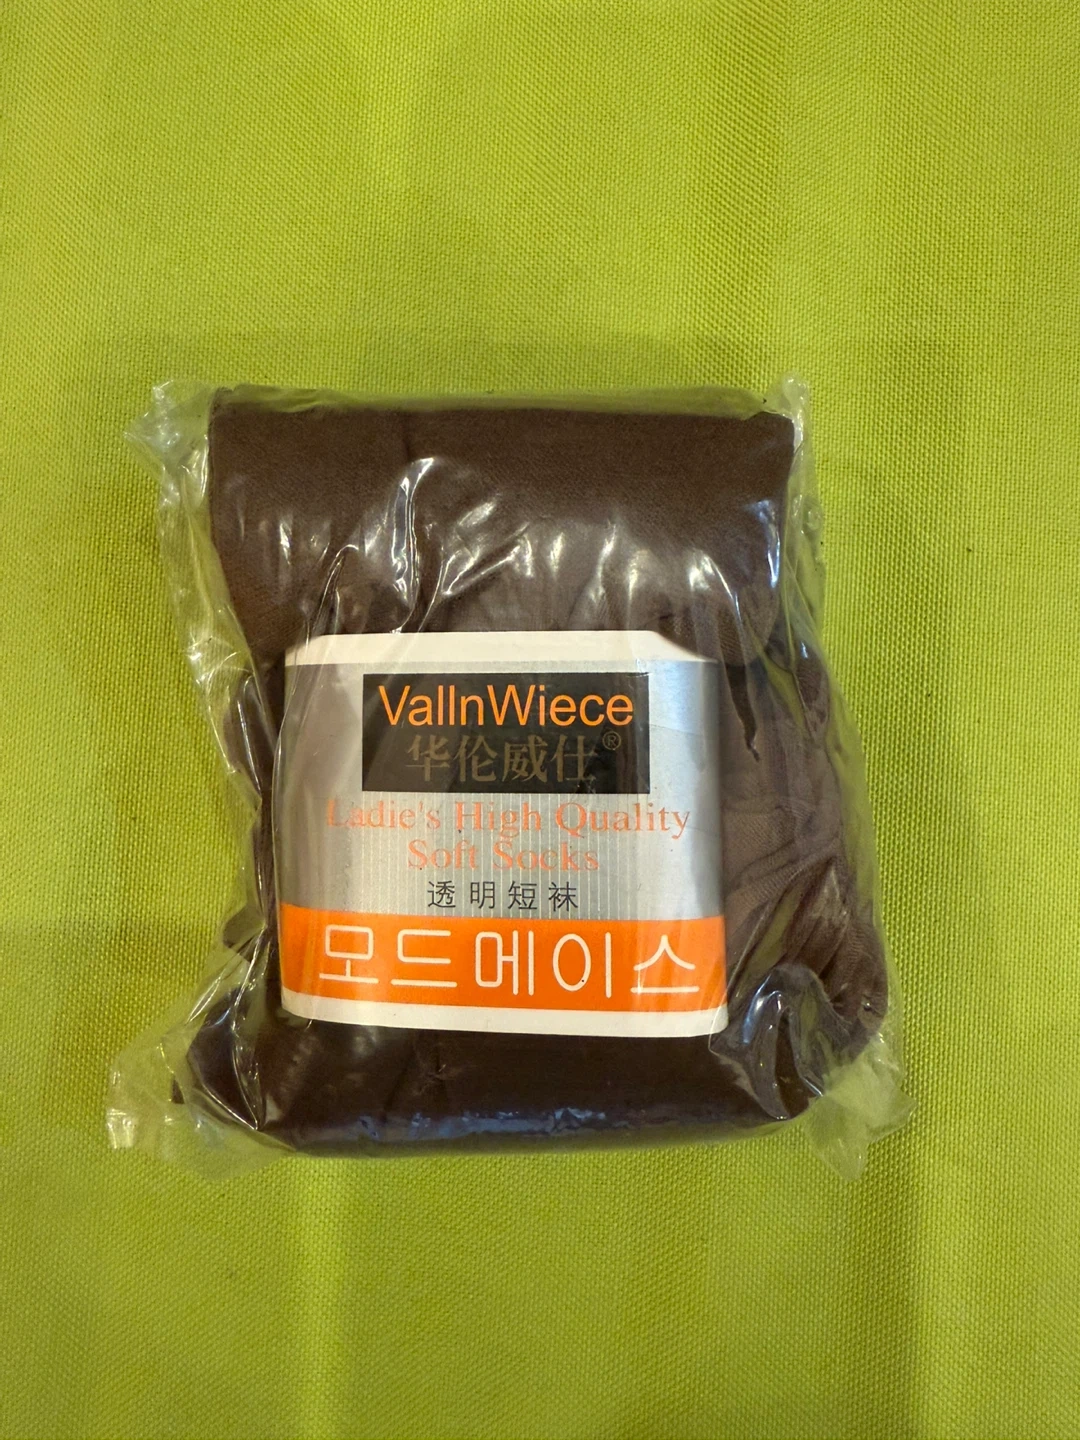 VallnWiece
华伦威仕®
Ladie's High Quality
Soft Socks
透明短袜
모드메이스